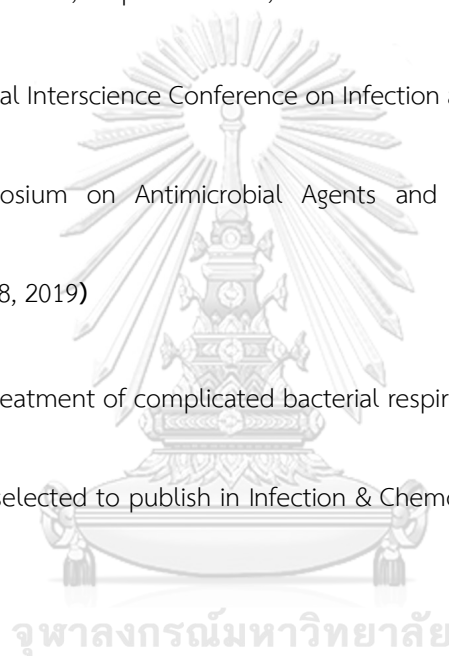 al Interscience Conference on Infection
osium on Antimicrobial Agents and
8, 2019)
reatment of complicated bacterial respir
selected to publish in Infection & Chemo
จุฬาลงกรณ์มหาวิทยาลัย